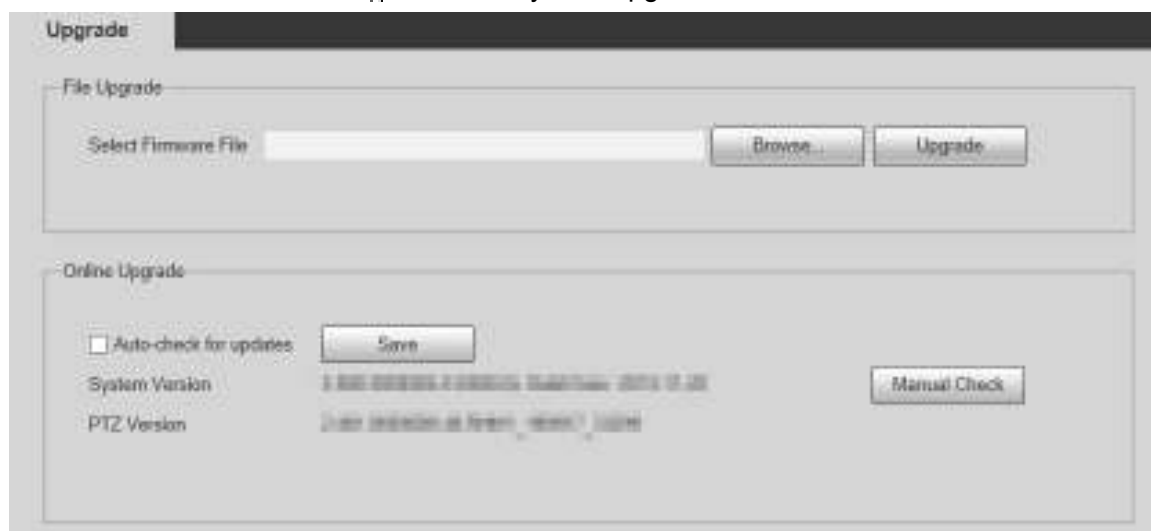 Upgrade
File Upgrade
Select Firmware File Browse... Upgrade
Online Upgrade
Auto-check for updates Save
System Version Manual Check
PTZ Version